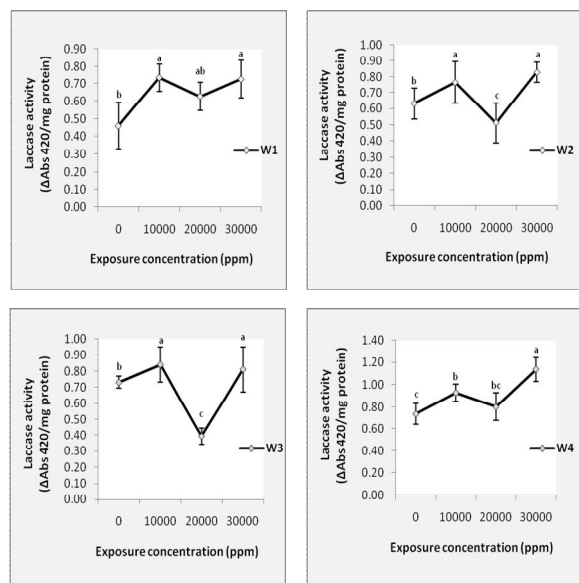 0.90
0.80
0.70
0.60
0.50
0.40
0.30
0.20
0.10
0.00
Laccase activity
(ΔAbs 420/mg protein)
b
a
ab
a
W1
0 10000 20000 30000
Exposure concentration (ppm)
1.00
0.90
0.80
0.70
0.60
0.50
0.40
0.30
0.20
0.10
0.00
Laccase activity
(ΔAbs 420/mg protein)
b
a
c
a
W2
0 10000 20000 30000
Exposure concentration (ppm)
1.00
0.90
0.80
0.70
0.60
0.50
0.40
0.30
0.20
0.10
0.00
Laccase activity
(ΔAbs 420/mg protein)
b
a
c
a
W3
0 10000 20000 30000
Exposure concentration (ppm)
1.40
1.20
1.00
0.80
0.60
0.40
0.20
0.00
Laccase activity
(ΔAbs 420/mg protein)
c
b
bc
a
W4
0 10000 20000 30000
Exposure concentration (ppm)